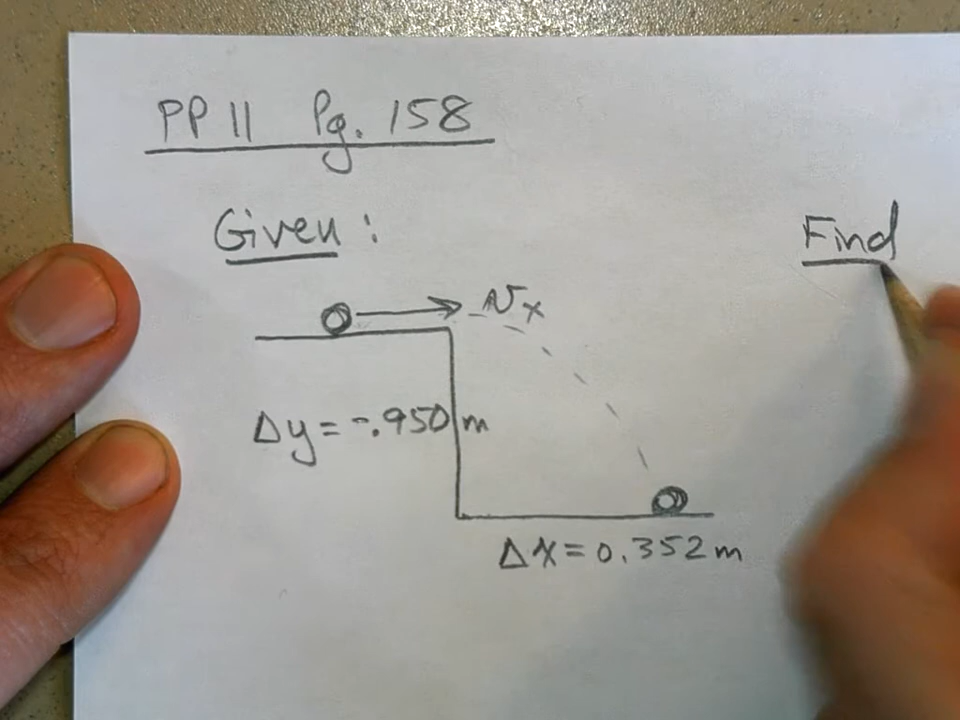 PP 11 Pg. 158
Given :
Find
Vx
Δy = -.950 m
Δx = 0.352 m